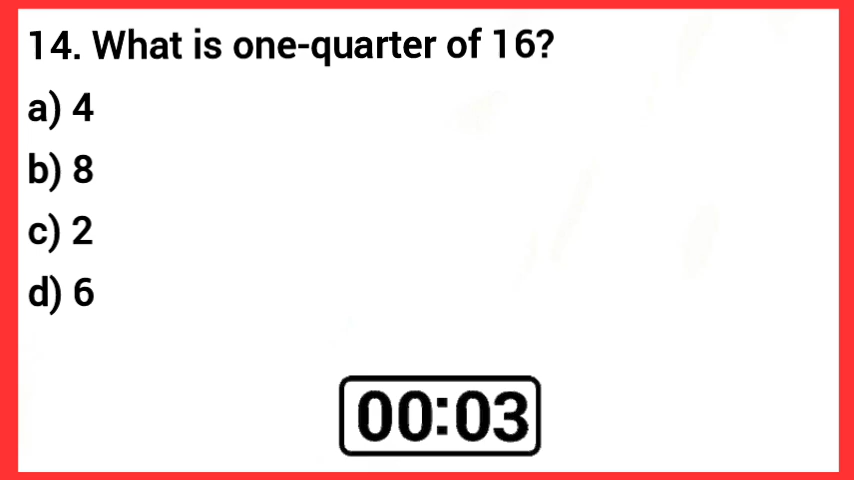 14. What is one-quarter of 16?
a) 4
b) 8
c) 2
d) 6
00:03